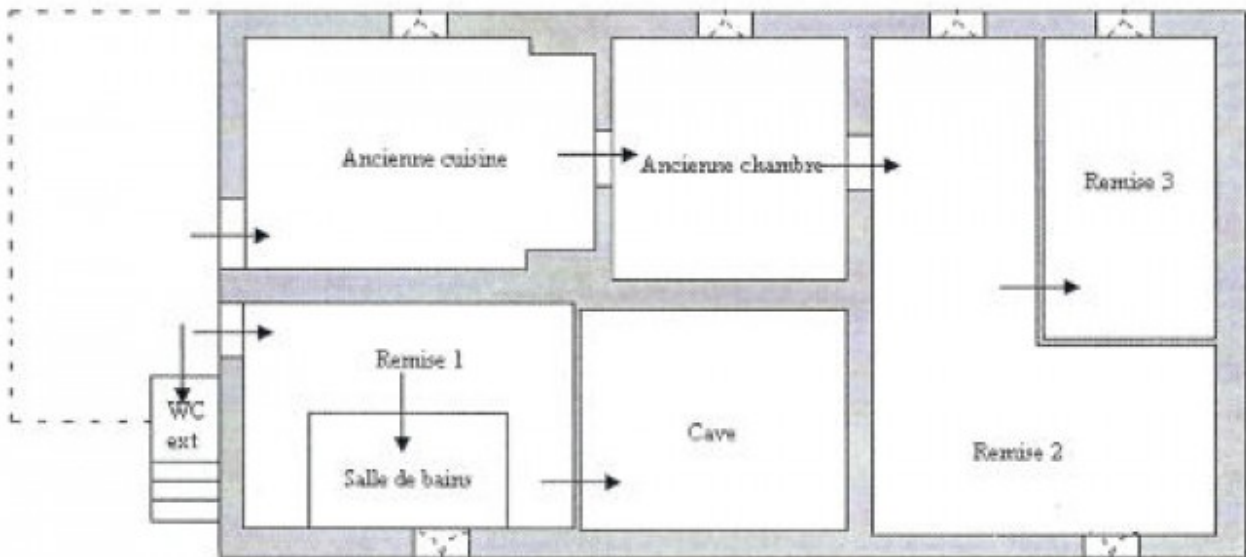 Ancienne cuisine
Ancienne chambre
Remise 3
Remise 1
WC
ext
Salle de bains
Cave
Remise 2